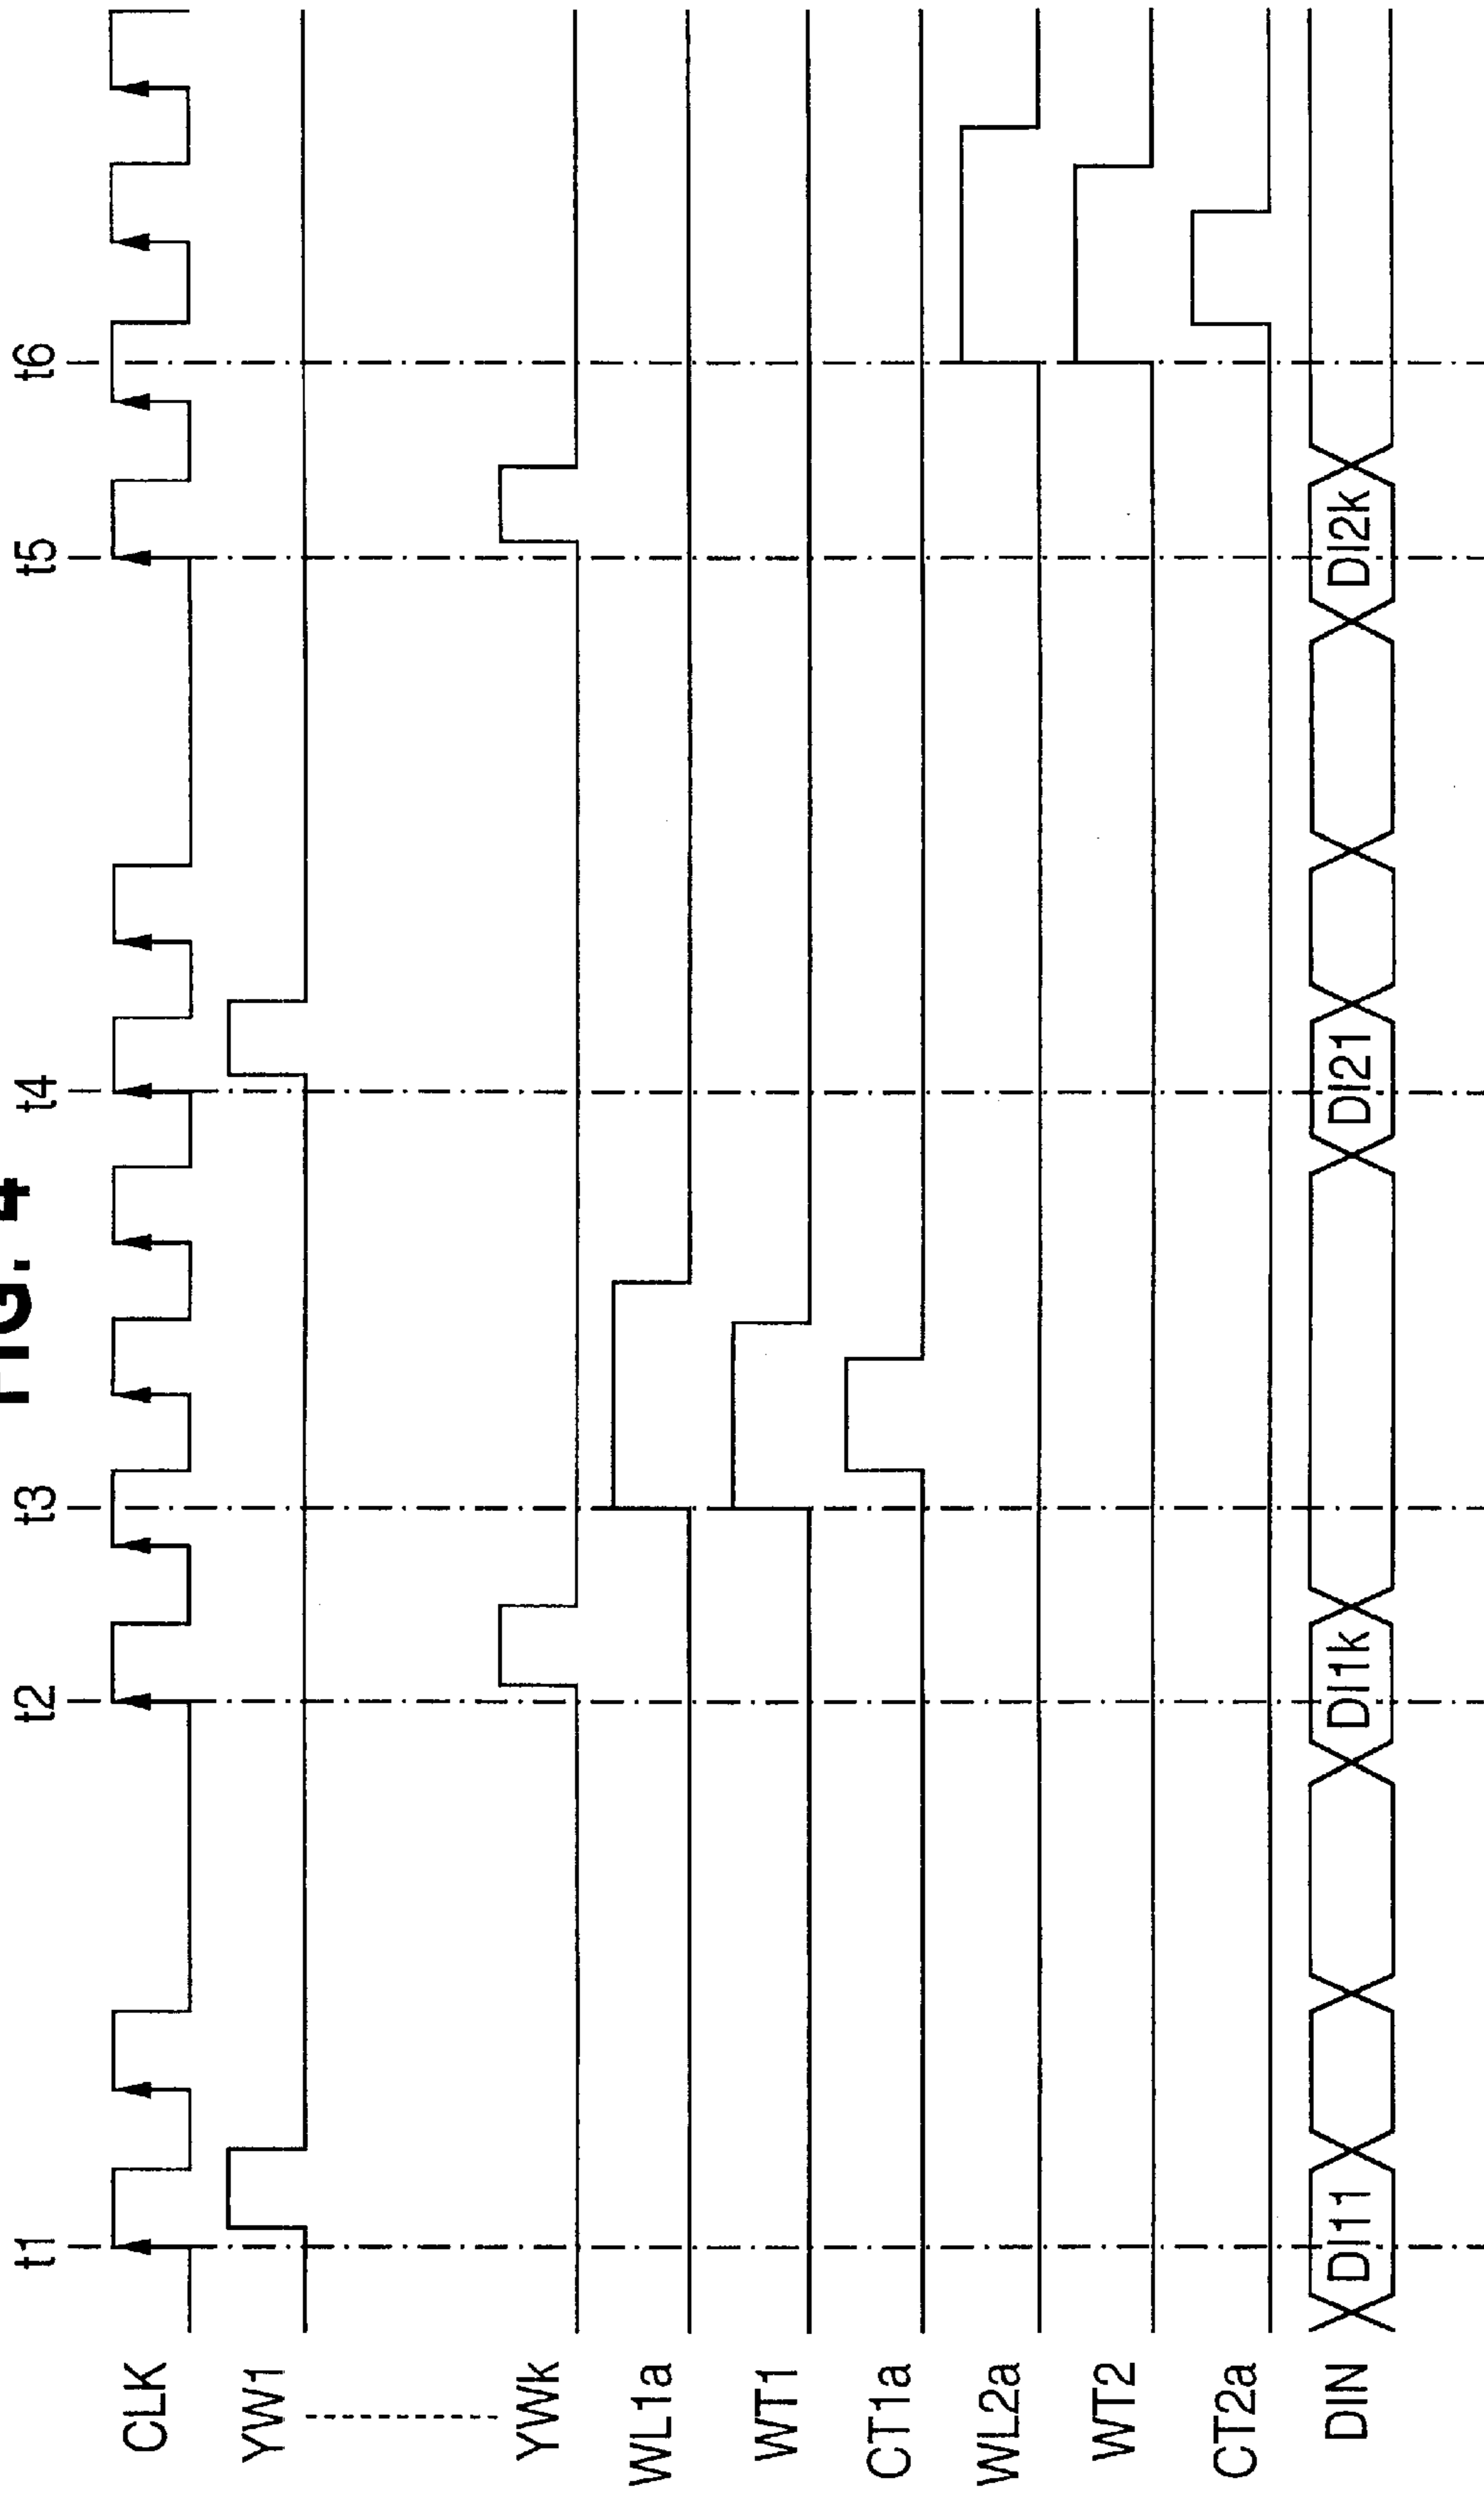 FIG. 4
t1 t2 t3 t4 t5 t6
CLK
YW1
YWk
WL1a
WT1
CT1a
WL2a
WT2
CT2a
DIN DI11 DI1k DI21 DI2k